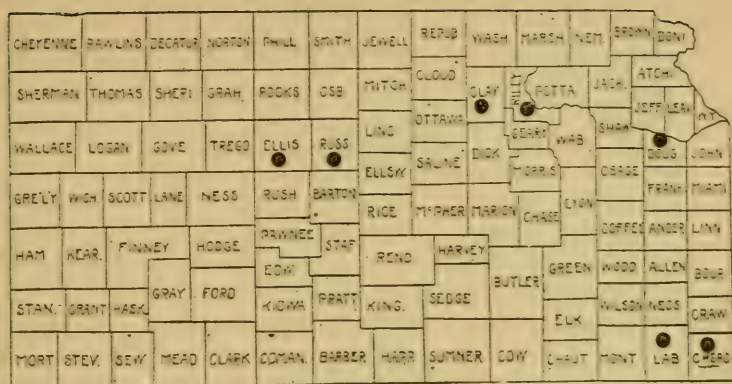 CHEYENNE RAWLINS DECATUR NORTON PHILL SMITH JEWELL REPUB WASH MARSH NEM. BROWN DONI
SHERMAN THOMAS SHERI GRAH. ROOKS OSB. MITCH. CLOUD CLAY RILEY POTTA JACK. ATCH. JEFF LEAV WY.
WALLACE LOGAN GOVE TREGO ELLIS RUSS LINC OTTAWA DICK GEARY WAB. SHAW DOUG JOHN
GRELY WICH. SCOTT LANE NESS RUSH BARTON ELLSW SALINE MORRIS LYON OSAGE FRANK MIAMI
HAM KEAR. FINNEY HODGE PAWNEE STAF RICE McPHER MARION CHASE COFFEE ANDER LINN
GRAY FORD EDW. RENO HARVEY BUTLER GREEN WOOD ALLEN BOUR
STAN. GRANT HASK. KIOWA PRATT KING. SEDGE ELK WILSON NEOS CRAW
MORT STEV. SEW. MEAD CLARK COMAN. BARBER HARP. SUMNER COW. CHAUT MONT LAB CHERO